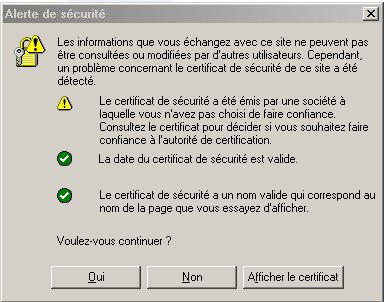 Alerte de sécurité
Les informations que vous échangez avec ce site ne peuvent pas
être consultées ou modifiées par d'autres utilisateurs. Cependant,
un problème concernant le certificat de sécurité de ce site a été
détecté.
Le certificat de sécurité a été émis par une société à
laquelle vous n'avez pas choisi de faire confiance.
Consultez le certificat pour décider si vous souhaitez faire
confiance à l'autorité de certification.
La date du certificat de sécurité est valide.
Le certificat de sécurité a un nom valide qui correspond au
nom de la page que vous essayez d'afficher.
Voulez-vous continuer ?
Oui Non Afficher le certificat